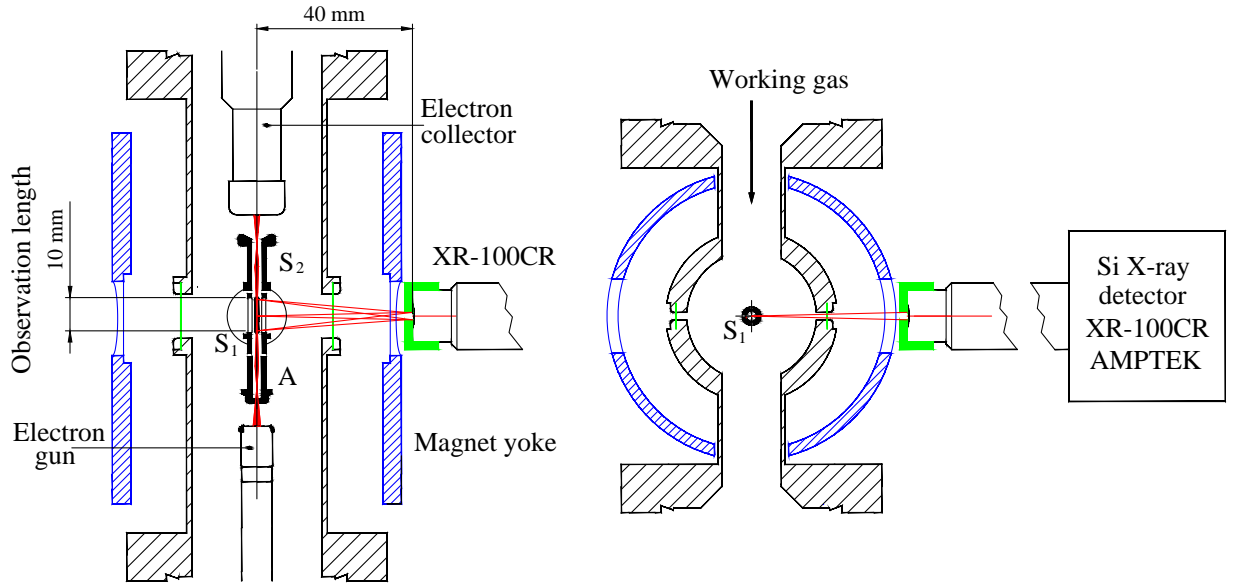 40 mm
Electron
collector
Observation length
10 mm
S2
XR-100CR
S1
A
Electron
gun
Magnet yoke
Working gas
S1
Si X-ray
detector
XR-100CR
AMPTEK